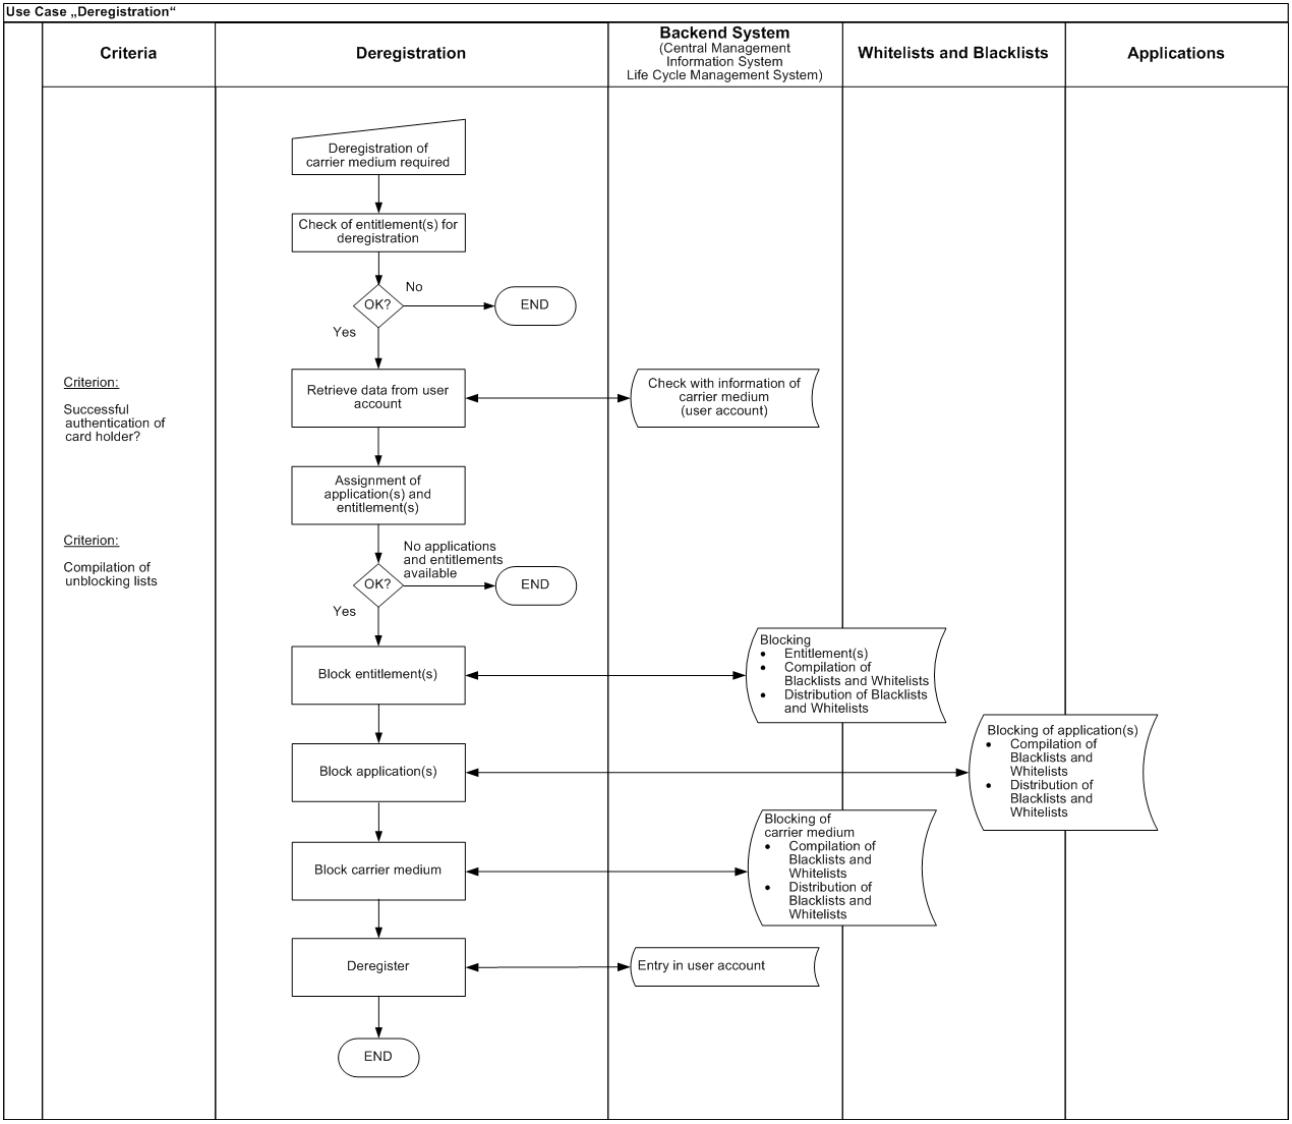 Use Case „Deregistration“
Criteria
Deregistration
Backend System
(Central Management
Information System
Life Cycle Management System)
Whitelists and Blacklists
Applications
Deregistration of
carrier medium required
Check of entitlement(s) for
deregistration
OK?
No
END
Yes
Criterion:
Successful
authentication of
card holder?
Retrieve data from user
account
Check with information of
carrier medium
(user account)
Assignment of
application(s) and
entitlement(s)
Criterion:
Compilation of
unblocking lists
No applications
and entitlements
available
OK?
END
Yes
Block entitlement(s)
Blocking
• Entitlement(s)
• Compilation of
Blacklists and Whitelists
• Distribution of Blacklists
and Whitelists
Block application(s)
Blocking of application(s)
• Compilation of
Blacklists and
Whitelists
• Distribution of
Blacklists and
Whitelists
Block carrier medium
Blocking of
carrier medium
• Compilation of
Blacklists and
Whitelists
• Distribution of
Blacklists and
Whitelists
Deregister
Entry in user account
END